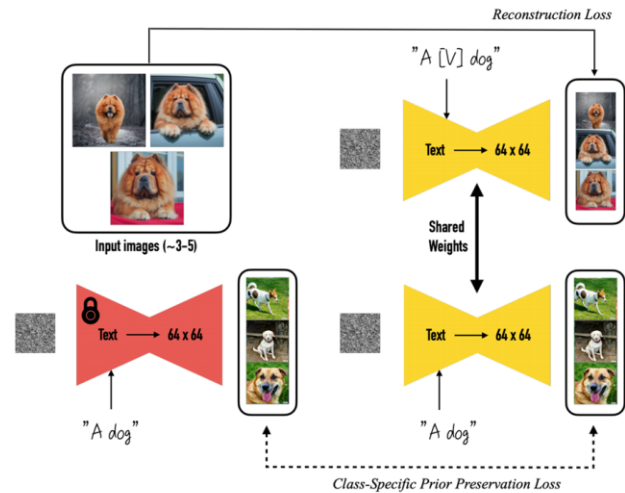 Reconstruction Loss
"A [V] dog"
Text → 64 x 64
Input images (~3-5)
Shared
Weights
Text → 64 x 64
Text → 64 x 64
"A dog"
"A dog"
Class-Specific Prior Preservation Loss